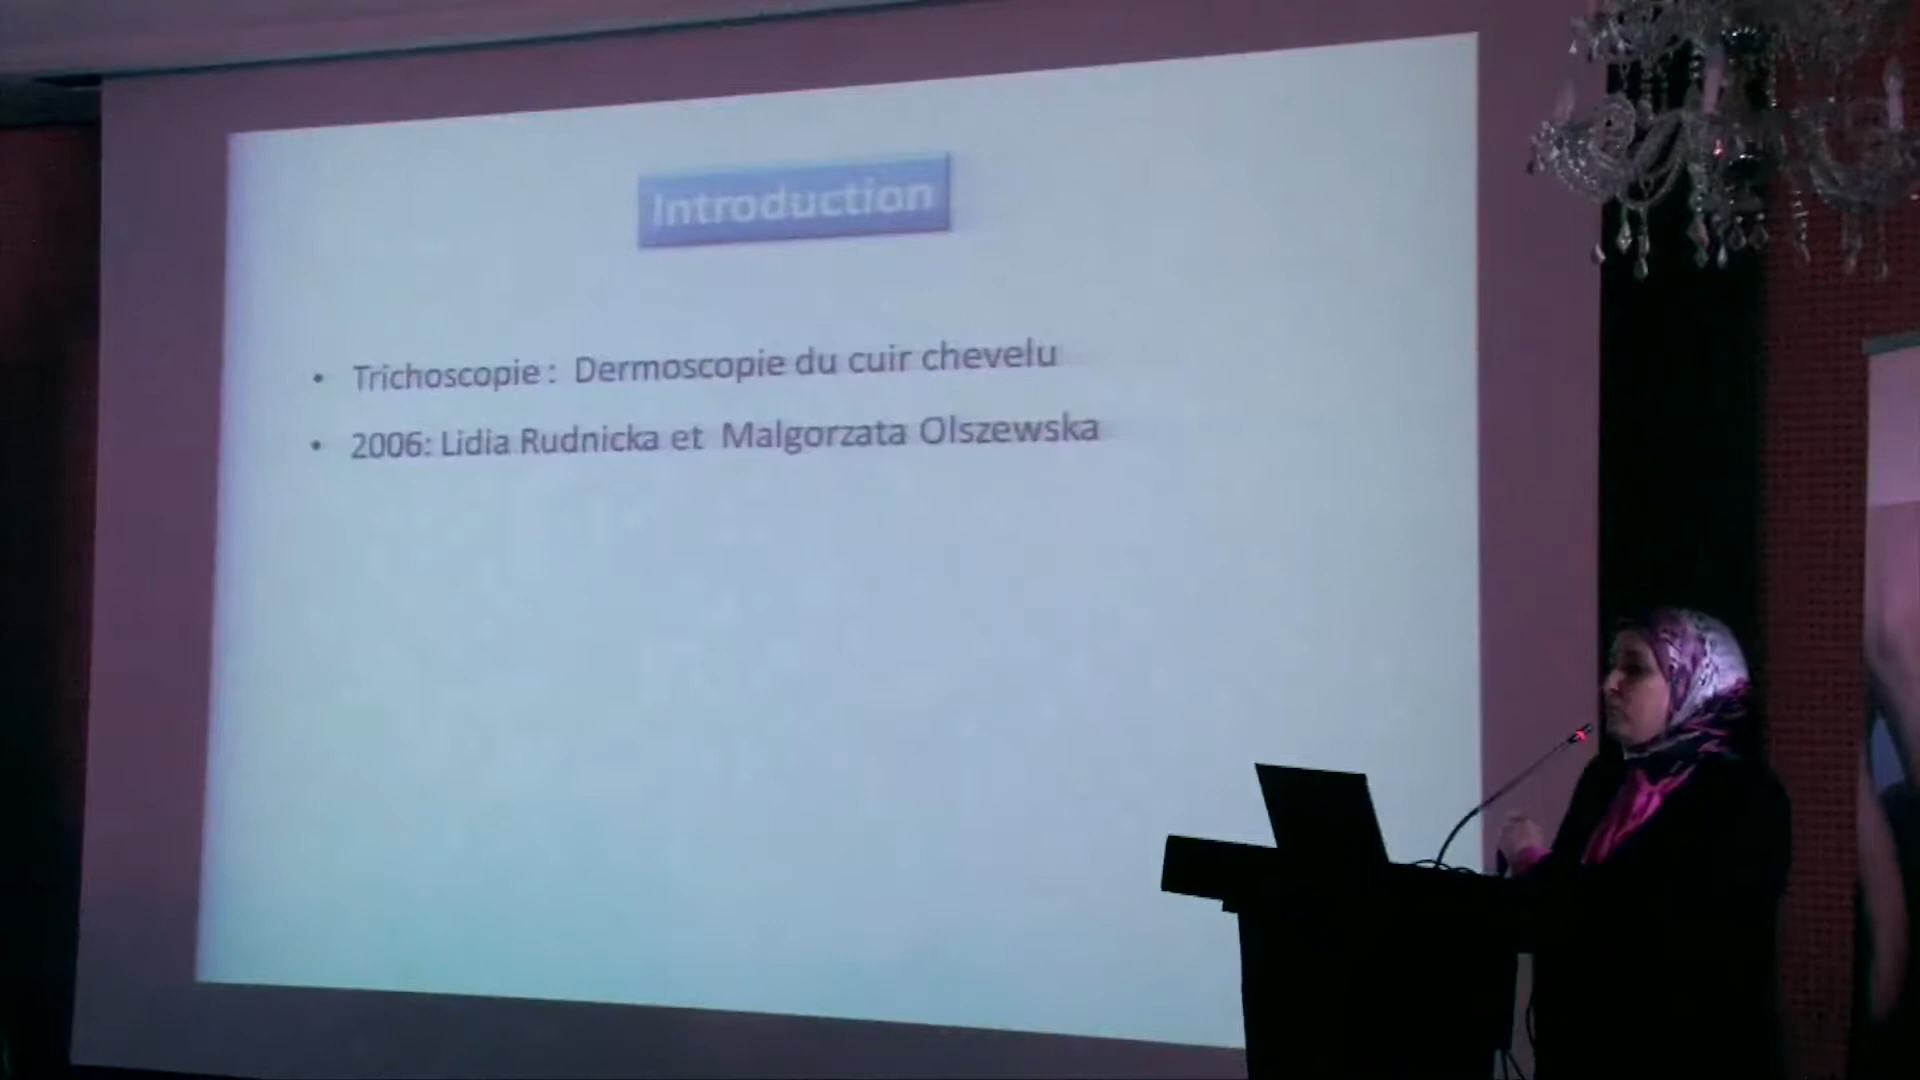 Introduction
• Trichoscopie : Dermoscopie du cuir chevelu
• 2006: Lidia Rudnicka et Malgorzata Olszewska